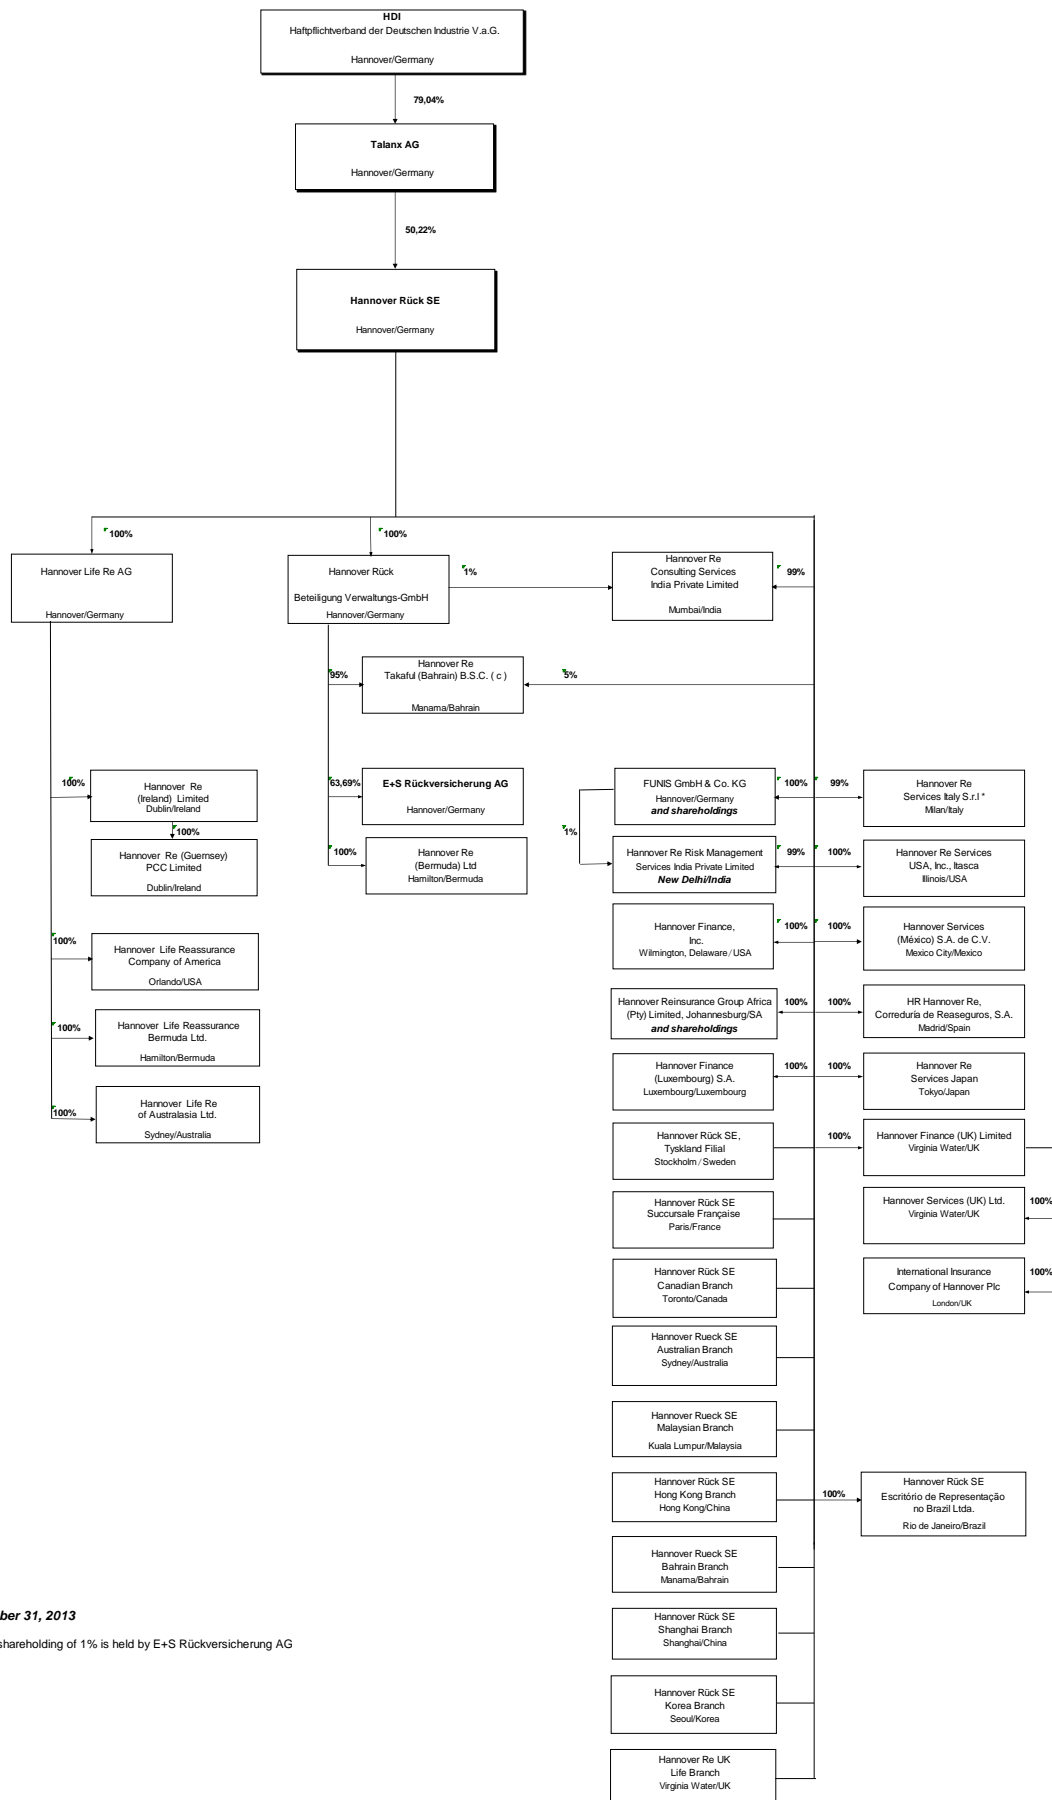 HDI
Haftpflichtverband der Deutschen Industrie V.a.G.
Hannover/Germany
79,04%
Talanx AG
Hannover/Germany
50,22%
Hannover Rück SE
Hannover/Germany
100%
100%
Hannover Life Re AG
Hannover/Germany
Hannover Rück
Beteiligung Verwaltungs-GmbH
Hannover/Germany
1%
Hannover Re
Consulting Services
India Private Limited
Mumbai/India
99%
95%
Hannover Re
Takaful (Bahrain) B.S.C. ( c )
Manama/Bahrain
5%
100%
Hannover Re
(Ireland) Limited
Dublin/Ireland
100%
Hannover Re (Guernsey)
PCC Limited
Dublin/Ireland
63,69%
E+S Rückversicherung AG
Hannover/Germany
100%
Hannover Re
(Bermuda) Ltd
Hamilton/Bermuda
FUNIS GmbH & Co. KG
Hannover/Germany
and shareholdings
100%
99%
Hannover Re
Services Italy S.r.l *
Milan/Italy
1%
Hannover Re Risk Management
Services India Private Limited
New Delhi/India
99%
100%
Hannover Re Services
USA, Inc., Itasca
Illinois/USA
100%
Hannover Life Reassurance
Company of America
Orlando/USA
Hannover Finance,
Inc.
Wilmington, Delaware/USA
100%
100%
Hannover Services
(México) S.A. de C.V.
Mexico City/Mexico
100%
Hannover Life Reassurance
Bermuda Ltd.
Hamilton/Bermuda
Hannover Reinsurance Group Africa
(Pty) Limited, Johannesburg/SA
and shareholdings
100%
100%
HR Hannover Re,
Correduría de Reaseguros, S.A.
Madrid/Spain
100%
Hannover Life Re
of Australasia Ltd.
Sydney/Australia
Hannover Finance
(Luxembourg) S.A.
Luxembourg/Luxembourg
100%
100%
Hannover Re
Services Japan
Tokyo/Japan
Hannover Rück SE,
Tyskland Filial
Stockholm/Sweden
100%
Hannover Finance (UK) Limited
Virginia Water/UK
Hannover Rück SE
Succursale Française
Paris/France
Hannover Services (UK) Ltd.
Virginia Water/UK
100%
Hannover Rück SE
Canadian Branch
Toronto/Canada
International Insurance
Company of Hannover Plc
London/UK
100%
Hannover Rueck SE
Australian Branch
Sydney/Australia
Hannover Rueck SE
Malaysian Branch
Kuala Lumpur/Malaysia
Hannover Rück SE
Hong Kong Branch
Hong Kong/China
100%
Hannover Rück SE
Escritório de Representação
no Brazil Ltda.
Rio de Janeiro/Brazil
Hannover Rueck SE
Bahrain Branch
Manama/Bahrain
Hannover Rück SE
Shanghai Branch
Shanghai/China
Hannover Rück SE
Korea Branch
Seoul/Korea
Hannover Re UK
Life Branch
Virginia Water/UK
ber 31, 2013
shareholding of 1% is held by E+S Rückversicherung AG